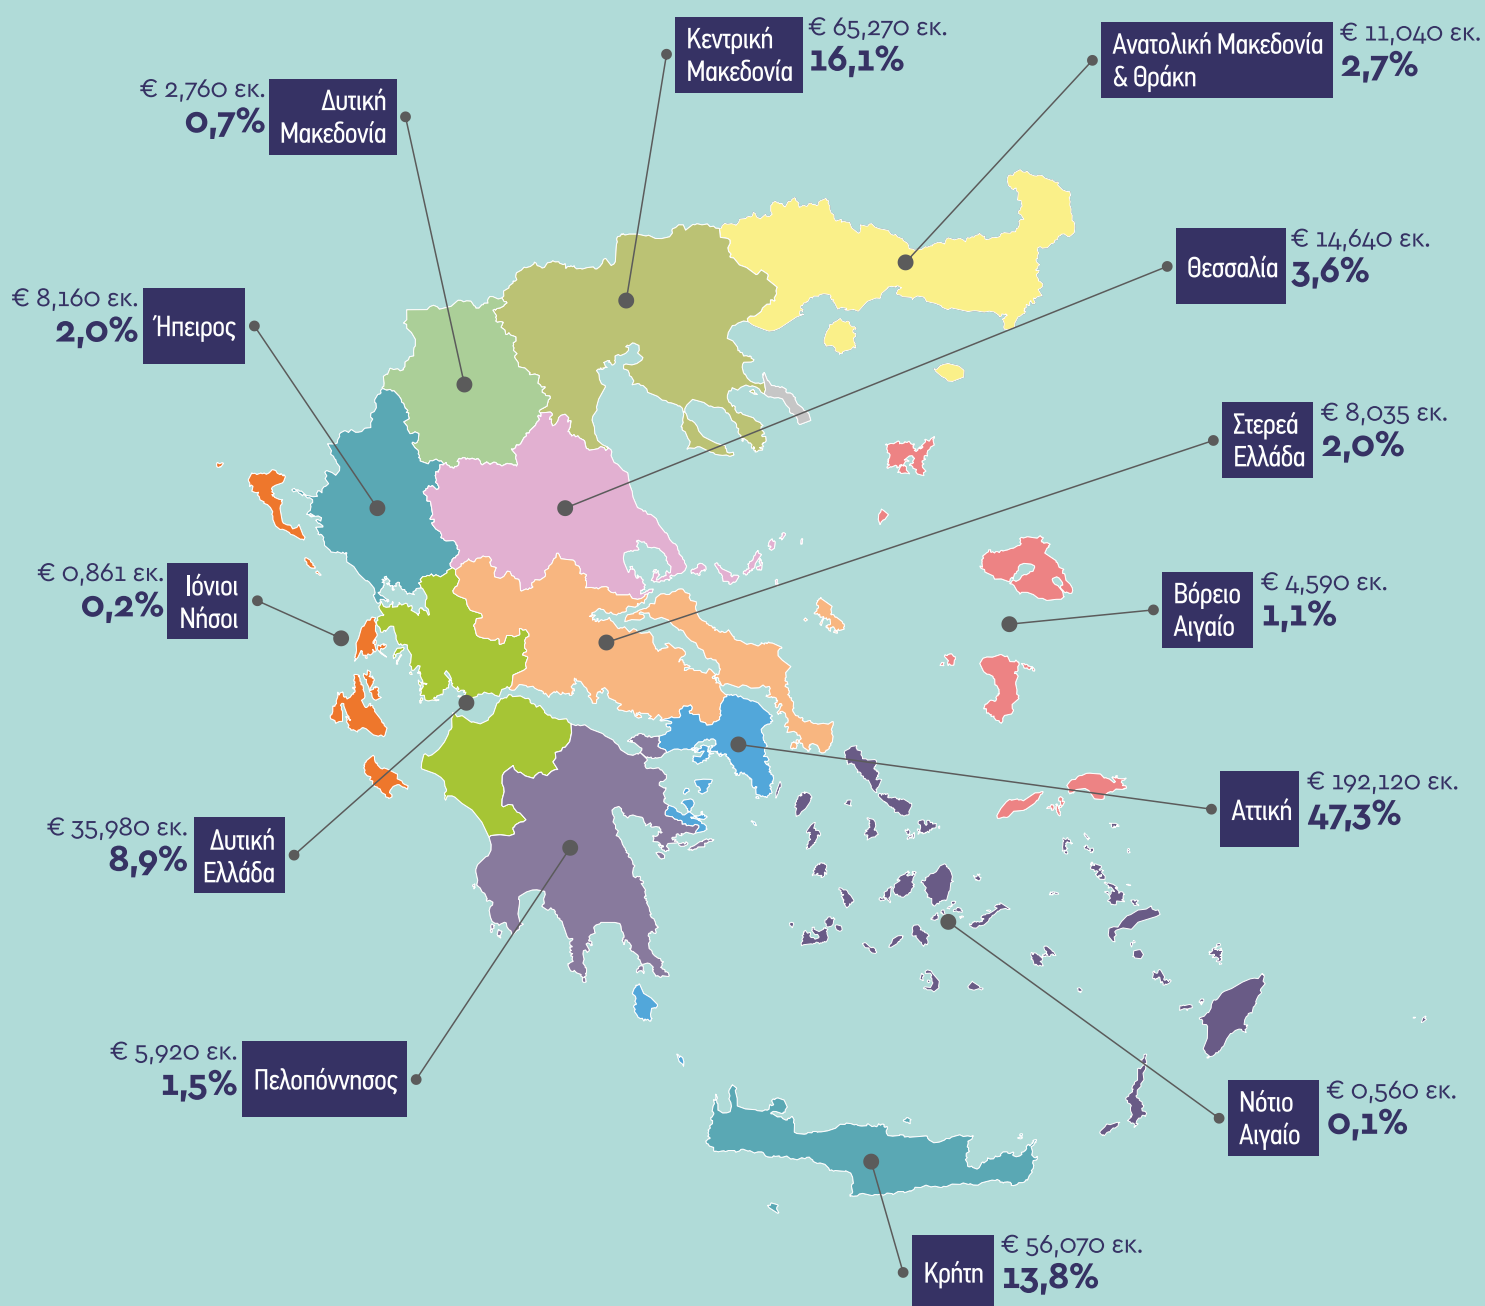 Κεντρική
Μακεδονία
€ 65,270 εκ.
16,1%
Ανατολική Μακεδονία
& Θράκη
€ 11,040 εκ.
2,7%
€ 2,760 εκ.
0,7%
Δυτική
Μακεδονία
Θεσσαλία
€ 14,640 εκ.
3,6%
€ 8,160 εκ.
2,0%
Ήπειρος
Στερεά
Ελλάδα
€ 8,035 εκ.
2,0%
€ 0,861 εκ.
0,2%
Ιόνιοι
Νήσοι
Βόρειο
Αιγαίο
€ 4,590 εκ.
1,1%
Αττική
€ 192,120 εκ.
47,3%
€ 35,980 εκ.
8,9%
Δυτική
Ελλάδα
€ 5,920 εκ.
1,5%
Πελοπόννησος
Νότιο
Αιγαίο
€ 0,560 εκ.
0,1%
Κρήτη
€ 56,070 εκ.
13,8%